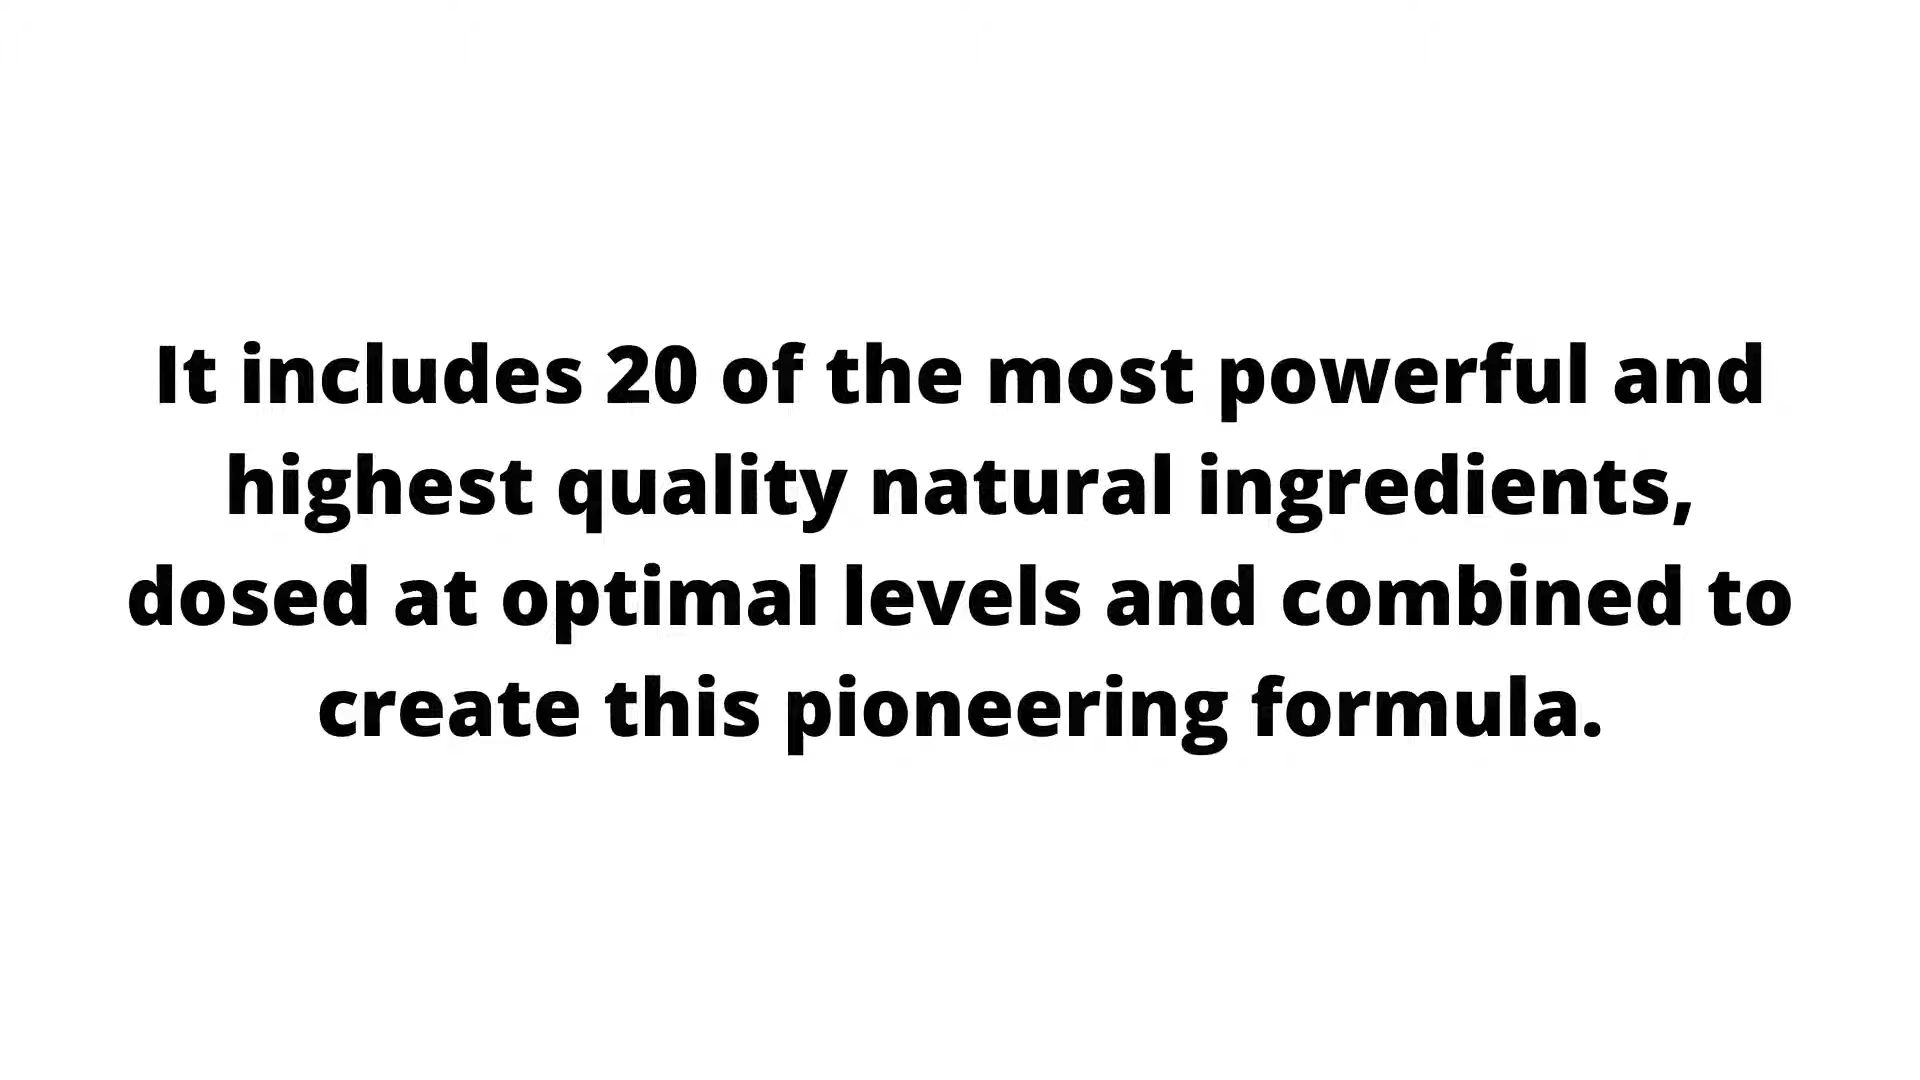 It includes 20 of the most powerful and
highest quality natural ingredients,
dosed at optimal levels and combined to
create this pioneering formula.